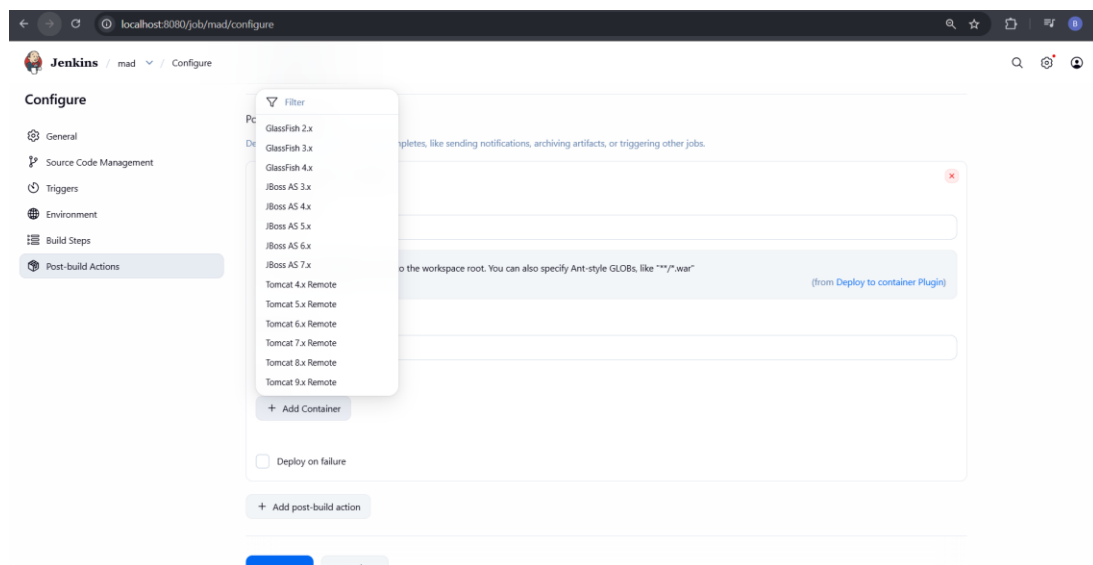 localhost:8080/job/mad/configure
B
Jenkins / mad / Configure
Configure
General
Source Code Management
Triggers
Environment
Build Steps
Post-build Actions
Filter
GlassFish 2.x
GlassFish 3.x
GlassFish 4.x
JBoss AS 3.x
JBoss AS 4.x
JBoss AS 5.x
JBoss AS 6.x
JBoss AS 7.x
Tomcat 4.x Remote
Tomcat 5.x Remote
Tomcat 6.x Remote
Tomcat 7.x Remote
Tomcat 8.x Remote
Tomcat 9.x Remote
Po
De
pletes, like sending notifications, archiving artifacts, or triggering other jobs.
o the workspace root. You can also specify Ant-style GLOBs, like "**/*.war"
(from Deploy to container Plugin)
+ Add Container
Deploy on failure
+ Add post-build action